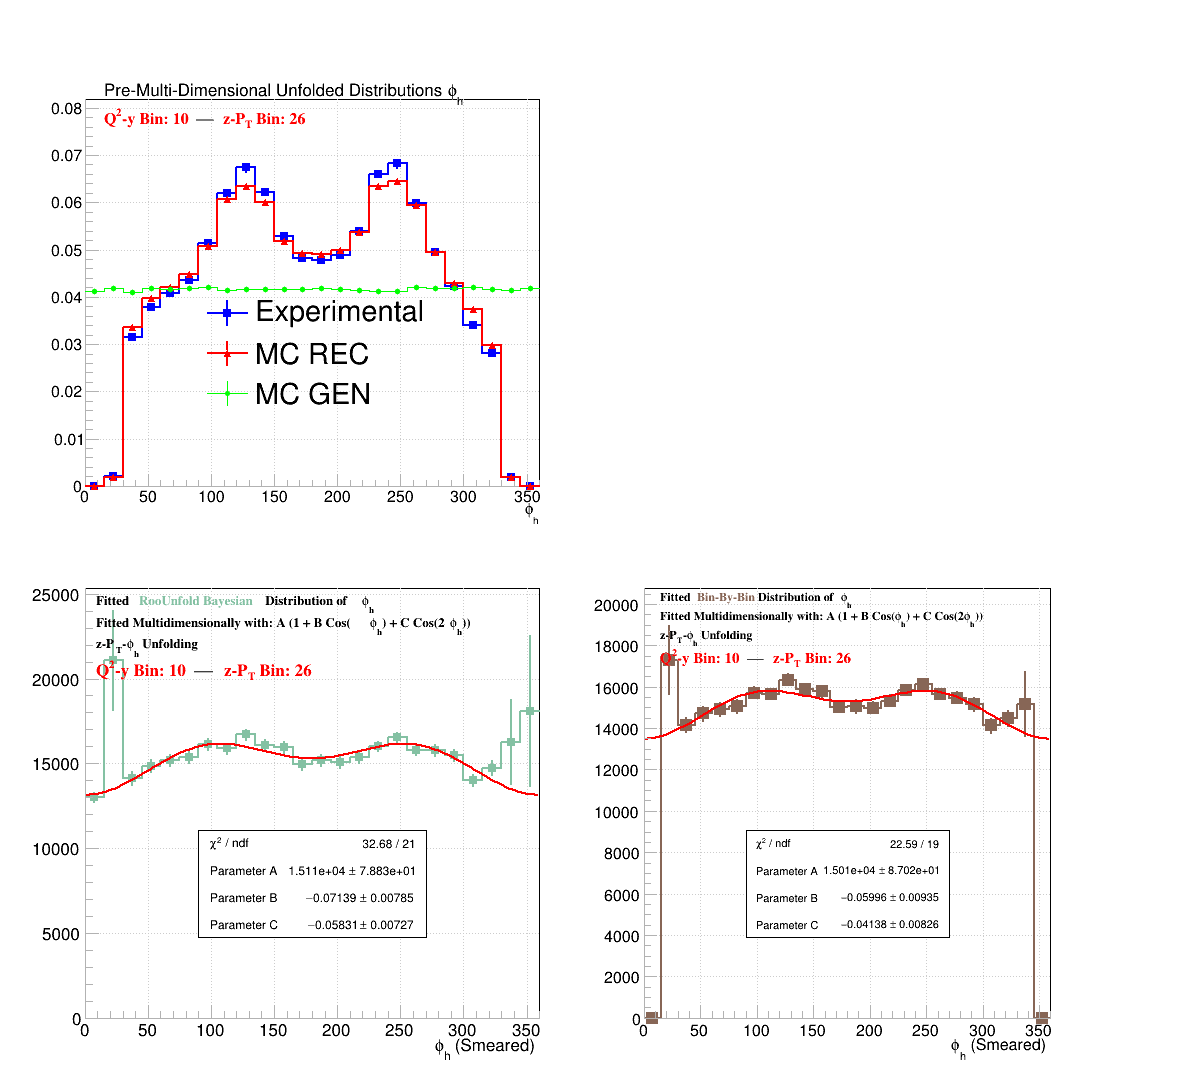 Pre-Multi-Dimensional Unfolded Distributions ϕh
Q²-y Bin: 10 — z-PT Bin: 26
0.08
0.07
0.06
0.05
0.04
0.03
0.02
0.01
0
Experimental
MC REC
MC GEN
0 50 100 150 200 250 300 350
ϕh
Fitted RooUnfold Bayesian Distribution of ϕh
Fitted Multidimensionally with: A (1 + B Cos( ϕh) + C Cos(2 ϕh))
z-PT-ϕh Unfolding
Q²-y Bin: 10 — z-PT Bin: 26
25000
20000
15000
10000
5000
0
χ² / ndf 32.68 / 21
Parameter A 1.511e+04 ± 7.883e+01
Parameter B −0.07139 ± 0.00785
Parameter C −0.05831 ± 0.00727
0 50 100 150 200 250 300 350
ϕh (Smeared)
Fitted Bin-By-Bin Distribution of ϕh
Fitted Multidimensionally with: A (1 + B Cos(ϕh) + C Cos(2ϕh))
z-PT-ϕh Unfolding
Q²-y Bin: 10 — z-PT Bin: 26
20000
18000
16000
14000
12000
10000
8000
6000
4000
2000
0
χ² / ndf 22.59 / 19
Parameter A 1.501e+04 ± 8.702e+01
Parameter B −0.05996 ± 0.00935
Parameter C −0.04138 ± 0.00826
0 50 100 150 200 250 300 350
ϕh (Smeared)